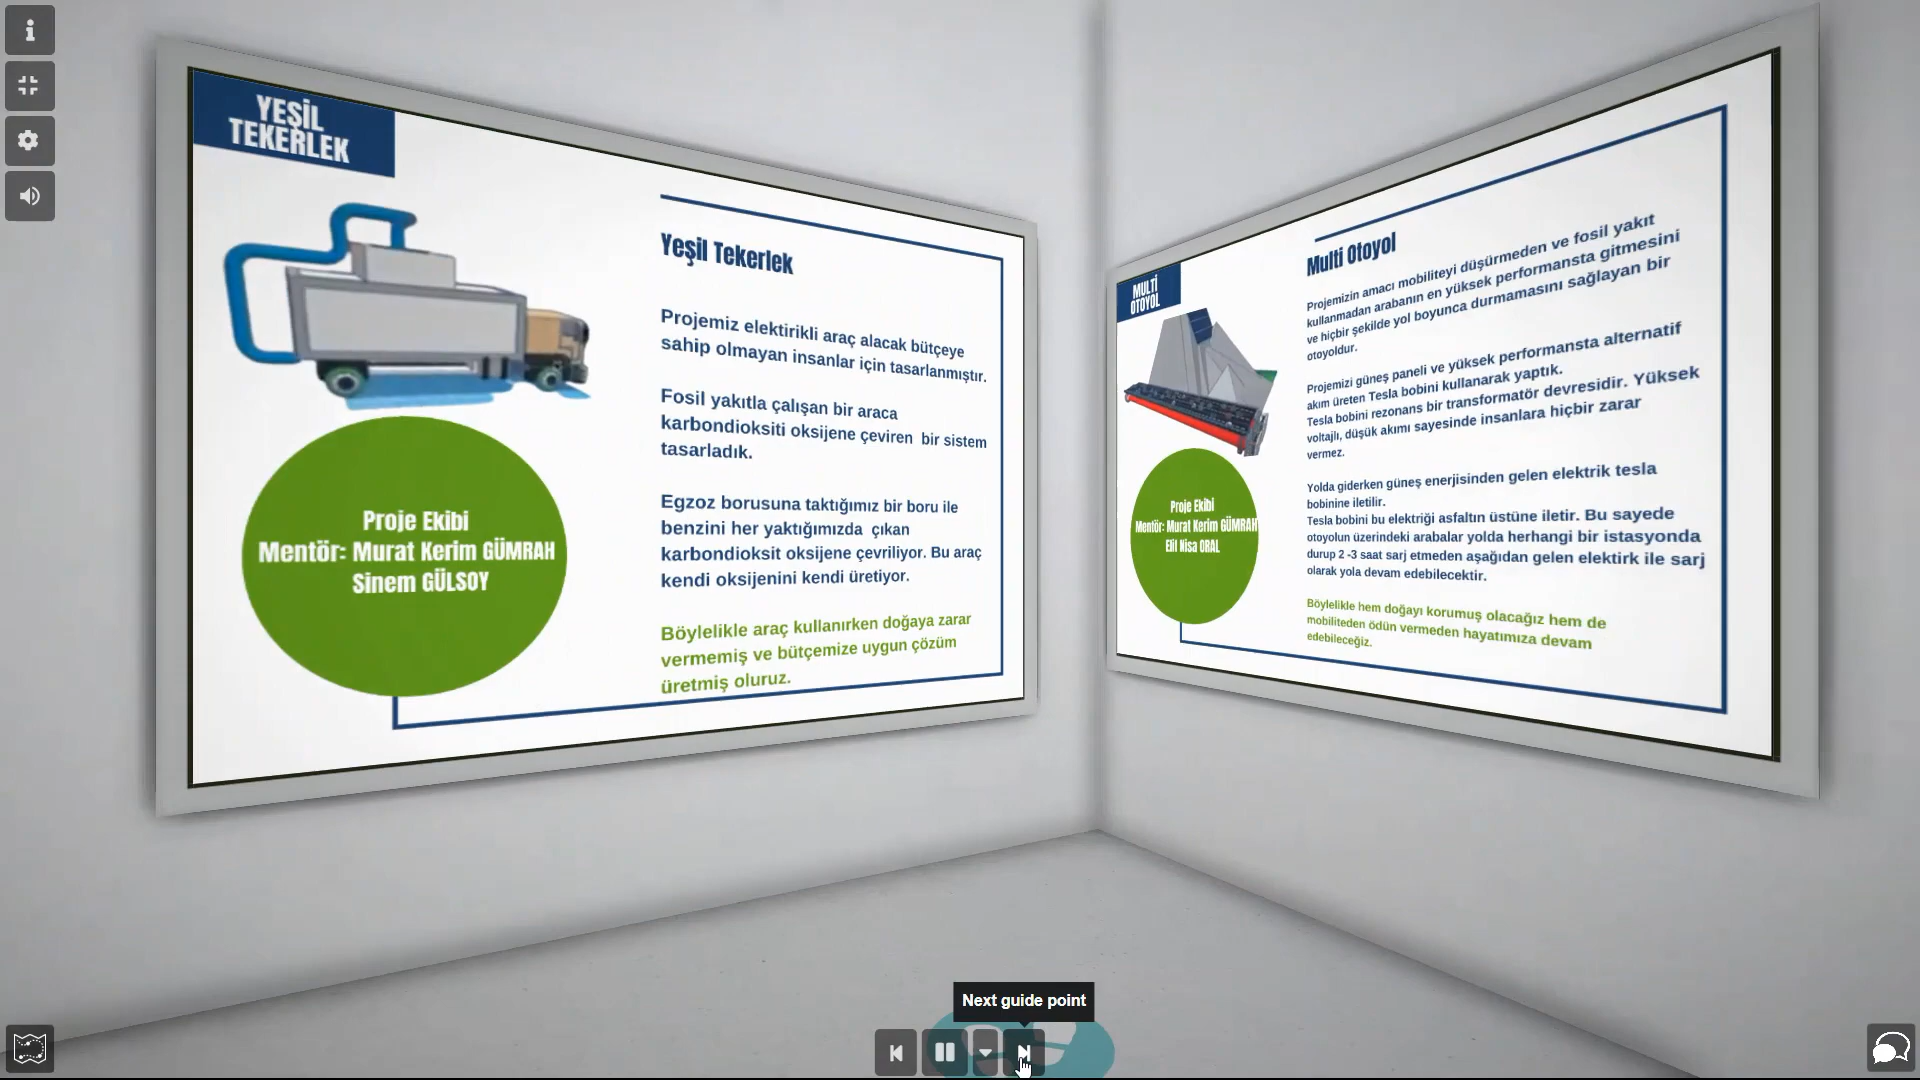 YEŞİL
TEKERLEK
Yeşil Tekerlek
Projemiz elektirikli araç alacak bütçeye
sahip olmayan insanlar için tasarlanmıştır.
Fosil yakıtla çalışan bir araca
karbondioksiti oksijene çeviren bir sistem
tasarladık.
Egzoz borusuna taktığımız bir boru ile
benzini her yaktığımızda çıkan
karbondioksit oksijene çevriliyor. Bu araç
kendi oksijenini kendi üretiyor.
Böylelikle araç kullanırken doğaya zarar
vermemiş ve bütçemize uygun çözüm
üretmiş oluruz.
Proje Ekibi
Mentör: Murat Kerim GÜMRAH
Sinem GÜLSOY
MULTİ
OTOYOL
Multi Otoyol
Projemizin amacı mobiliteyi düşürmeden ve fosil yakıt
kullanmadan arabanın en yüksek performansta gitmesini
ve hiçbir şekilde yol boyunca durmamasını sağlayan bir
otoyoldur.
Projemizi güneş paneli ve yüksek performansta alternatif
akım üreten Tesla bobini kullanarak yaptık.
Tesla bobini rezonans bir transformatör devresidir. Yüksek
voltajlı, düşük akımı sayesinde insanlara hiçbir zarar
vermez.
Yolda giderken güneş enerjisinden gelen elektrik tesla
bobinine iletilir.
Tesla bobini bu elektriği asfaltın üstüne iletir. Bu sayede
otoyolun üzerindeki arabalar yolda herhangi bir istasyonda
durup 2 -3 saat sarj etmeden aşağıdan gelen elektirk ile sarj
olarak yola devam edebilecektir.
Böylelikle hem doğayı korumuş olacağız hem de
mobiliteden ödün vermeden hayatımıza devam
edebileceğiz.
Proje Ekibi
Mentör: Murat Kerim GÜMRAH
Elif Nisa ORAL
Next guide point